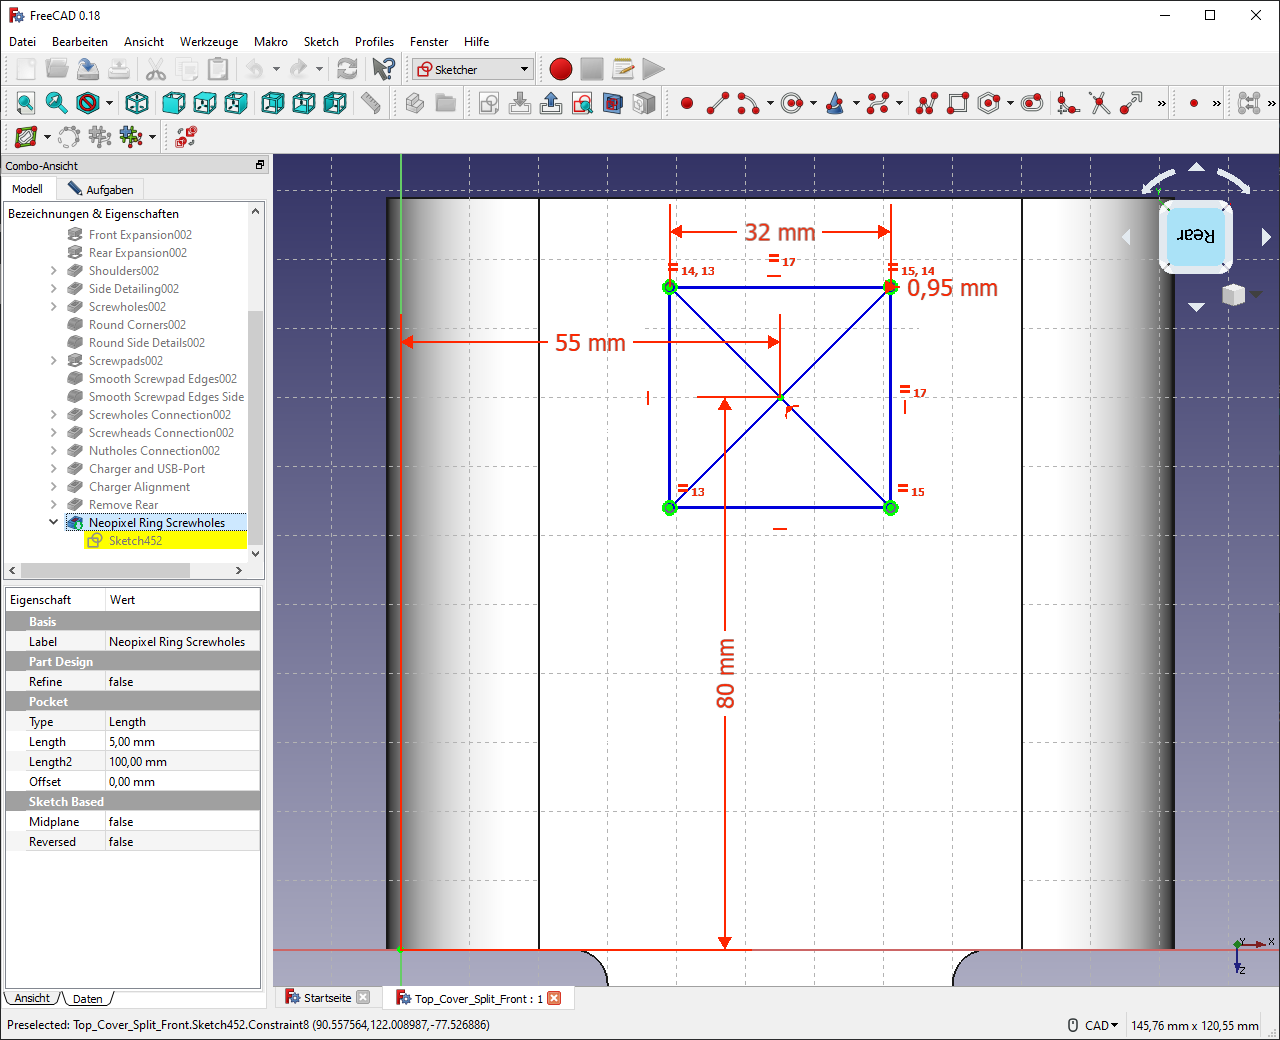 FreeCAD 0.18
Datei Bearbeiten Ansicht Werkzeuge Makro Sketch Profiles Fenster Hilfe
Sketcher
Combo-Ansicht
Modell Aufgaben
Bezeichnungen & Eigenschaften
Front Expansion002
Rear Expansion002
Shoulders002
Side Detailing002
Screwholes002
Round Corners002
Round Side Details002
Screwpads002
Smooth Screwpad Edges002
Smooth Screwpad Edges Side
Screwholes Connection002
Screwheads Connection002
Nutholes Connection002
Charger and USB-Port
Charger Alignment
Remove Rear
Neopixel Ring Screwholes
Sketch452
Eigenschaft Wert
Basis
Label Neopixel Ring Screwholes
Part Design
Refine false
Pocket
Type Length
Length 5,00 mm
Length2 100,00 mm
Offset 0,00 mm
Sketch Based
Midplane false
Reversed false
Ansicht Daten
32 mm
17
14, 13
15, 14
0,95 mm
55 mm
17
13
15
80 mm
Rear
Y
Y X
Z
Startseite
Top_Cover_Split_Front : 1
Preselected: Top_Cover_Split_Front.Sketch452.Constraint8 (90.557564,122.008987,-77.526886)
CAD
145,76 mm x 120,55 mm